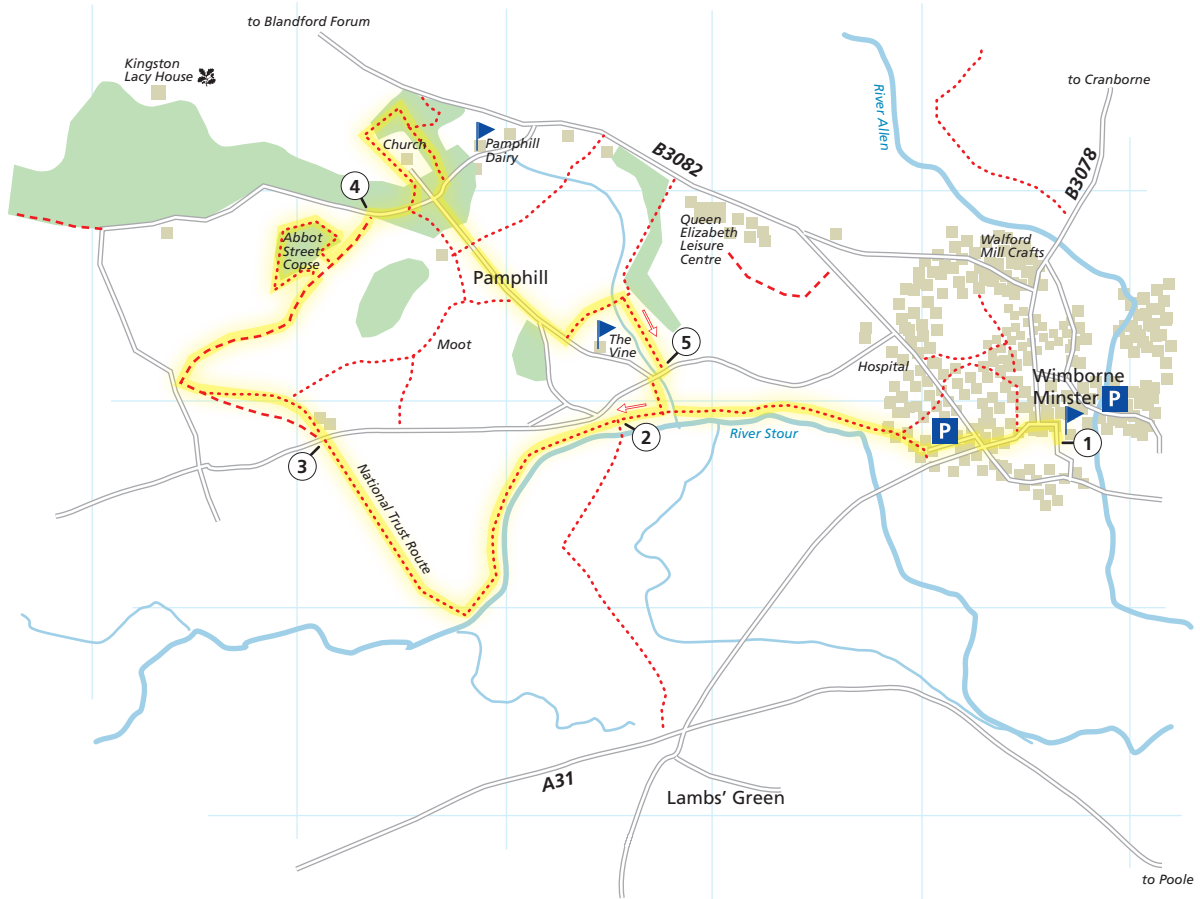 to Blandford Forum
Kingston
Lacy House
to Cranborne
River Allen
Church
Pamphill
Dairy
B3082
B3078
4
Queen
Elizabeth
Leisure
Centre
Abbot
Street
Copse
Walford
Mill Crafts
Pamphill
The
Vine
5
Moot
Hospital
Wimborne
Minster
P
P
2
River Stour
1
3
National Trust Route
A31
Lambs' Green
to Poole